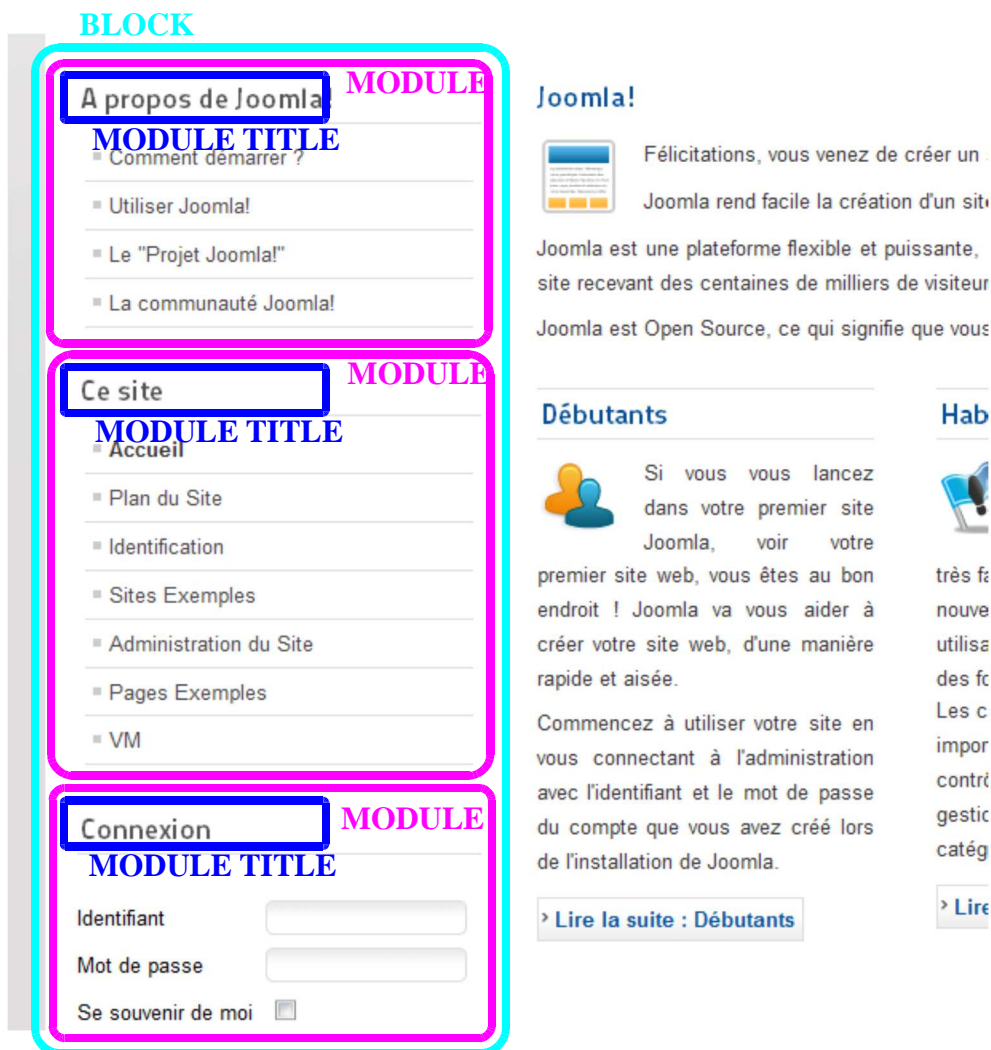 BLOCK
MODULE
A propos de Joomla!
MODULE TITLE
Comment démarrer ?
Utiliser Joomla!
Le "Projet Joomla!"
La communauté Joomla!
MODULE
Ce site
MODULE TITLE
Accueil
Plan du Site
Identification
Sites Exemples
Administration du Site
Pages Exemples
VM
MODULE
Connexion
MODULE TITLE
Identifiant
Mot de passe
Se souvenir de moi
Joomla!
Félicitations, vous venez de créer un
Joomla rend facile la création d'un
Joomla est une plateforme flexible et puissante,
site recevant des centaines de milliers de
Joomla est Open Source, ce qui signifie que vous
Débutants
Si vous vous lancez
dans votre premier site
Joomla, voir votre
premier site web, vous êtes au bon
endroit ! Joomla va vous aider à
créer votre site web, d'une manière
rapide et aisée.
Commencez à utiliser votre site en
vous connectant à l'administration
avec l'identifiant et le mot de passe
du compte que vous avez créé lors
de l'installation de Joomla.
Lire la suite : Débutants
Hab
très
des
Les